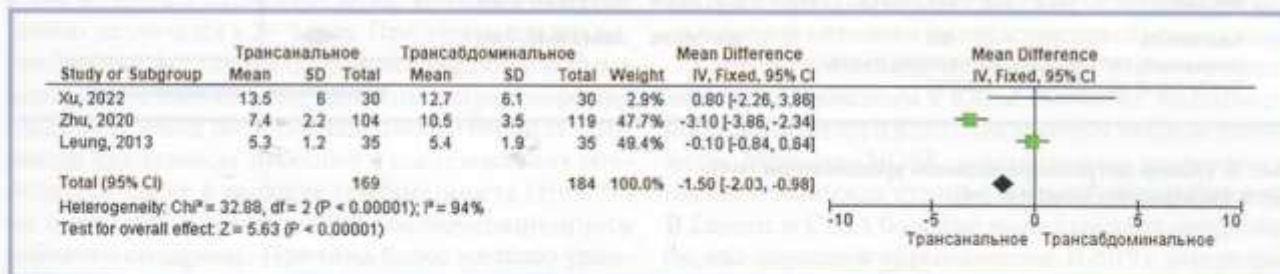 Трансанальное Трансабдоминальное Mean Difference Mean Difference
Study or Subgroup Mean SD Total Mean SD Total Weight IV, Fixed, 95% CI IV, Fixed, 95% CI
Xu, 2022 13.5 6 30 12.7 6.1 30 2.9% 0.80 [-2.26, 3.86]
Zhu, 2020 7.4 2.2 104 10.5 3.5 119 47.7% -3.10 [-3.86, -2.34]
Leung, 2013 5.3 1.2 35 5.4 1.9 35 49.4% -0.10 [-0.84, 0.64]
Total (95% CI) 169 184 100.0% -1.50 [-2.03, -0.98]
Heterogeneity: Chi² = 32.88, df = 2 (P < 0.00001); I² = 94%
Test for overall effect: Z = 5.63 (P < 0.00001)
-10 -5 0 5 10
Трансанальное Трансабдоминальное